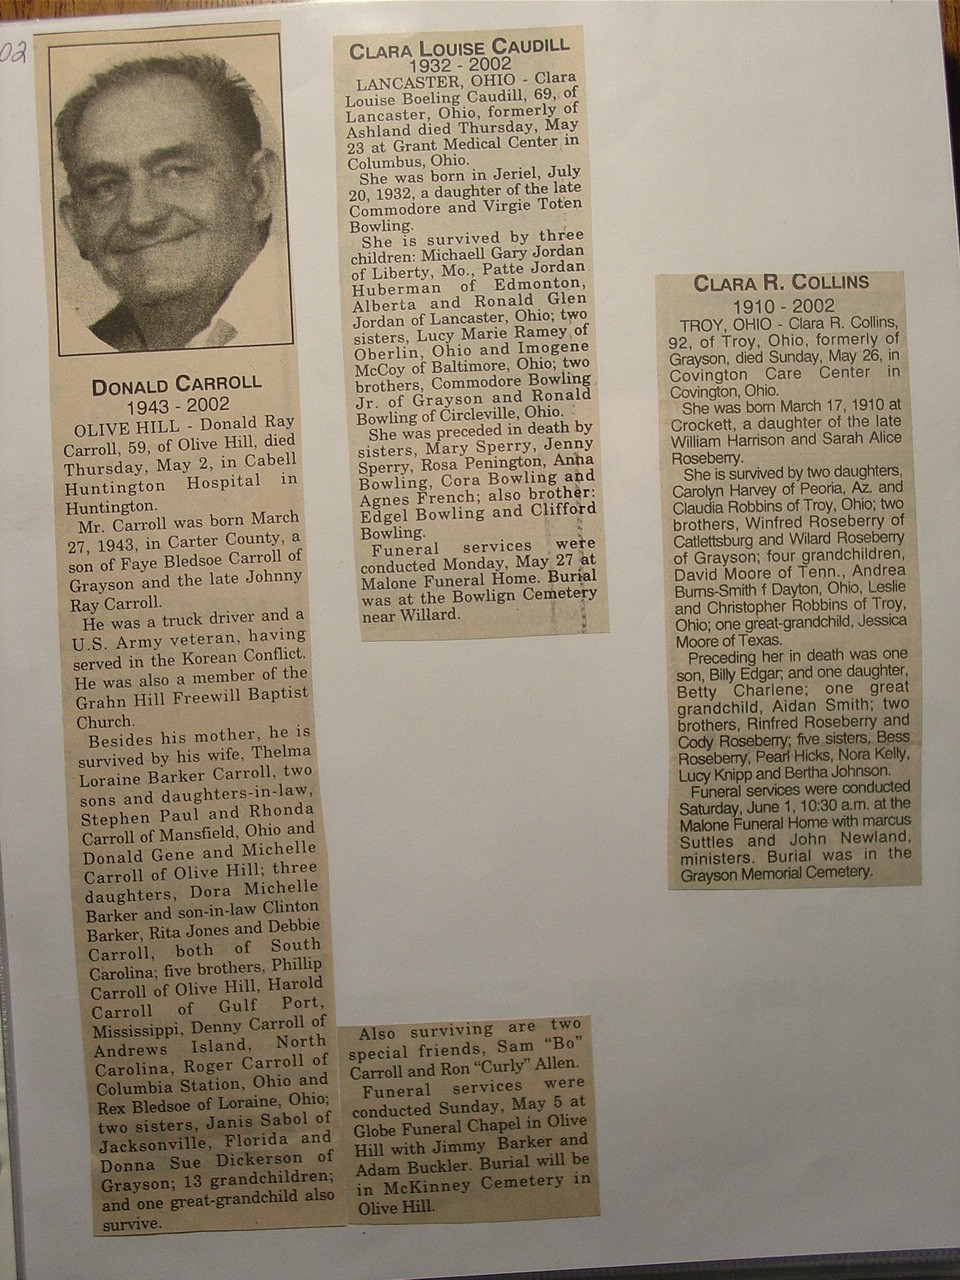 02
DONALD CARROLL
1943 - 2002
OLIVE HILL - Donald Ray
Carroll, 59, of Olive Hill, died
Thursday, May 2, in Cabell
Huntington Hospital in
Huntington.
Mr. Carroll was born March
27, 1943, in Carter County, a
son of Faye Bledsoe Carroll of
Grayson and the late Johnny
Ray Carroll.
He was a truck driver and a
U.S. Army veteran, having
served in the Korean Conflict.
He was also a member of the
Grahn Hill Freewill Baptist
Church.
Besides his mother, he is
survived by his wife, Thelma
Loraine Barker Carroll, two
sons and daughters-in-law,
Stephen Paul and Rhonda
Carroll of Mansfield, Ohio and
Donald Gene and Michelle
Carroll of Olive Hill; three
daughters, Dora Michelle
Barker and son-in-law Clinton
Barker, Rita Jones and Debbie
Carroll, both of South
Carolina; five brothers, Phillip
Carroll of Olive Hill, Harold
Carroll of Gulf Port,
Mississippi, Denny Carroll of
Andrews Island, North
Carolina, Roger Carroll of
Columbia Station, Ohio and
Rex Bledsoe of Loraine, Ohio;
two sisters, Janis Sabol of
Jacksonville, Florida and
Donna Sue Dickerson of
Grayson; 13 grandchildren;
and one great-grandchild also
survive.
Also surviving are two
special friends, Sam “Bo”
Carroll and Ron “Curly” Allen.
Funeral services were
conducted Sunday, May 5 at
Globe Funeral Chapel in Olive
Hill with Jimmy Barker and
Adam Buckler. Burial will be
in McKinney Cemetery in
Olive Hill.
CLARA LOUISE CAUDILL
1932 - 2002
LANCASTER, OHIO - Clara
Louise Boeling Caudill, 69, of
Lancaster, Ohio, formerly of
Ashland died Thursday, May
23 at Grant Medical Center in
Columbus, Ohio.
She was born in Jeriel, July
20, 1932, a daughter of the late
Commodore and Virgie Toten
Bowling.
She is survived by three
children: Michaell Gary Jordan
of Liberty, Mo., Patte Jordan
Huberman of Edmonton,
Alberta and Ronald Glen
Jordan of Lancaster, Ohio; two
sisters, Lucy Marie Ramey of
Oberlin, Ohio and Imogene
McCoy of Baltimore, Ohio; two
brothers, Commodore Bowling
Jr. of Grayson and Ronald
Bowling of Circleville, Ohio.
She was preceded in death by
sisters, Mary Sperry, Jenny
Sperry, Rosa Penington, Anna
Bowling, Cora Bowling and
Agnes French; also brother:
Edgel Bowling and Clifford
Bowling.
Funeral services were
conducted Monday, May 27 at
Malone Funeral Home. Burial
was at the Bowlign Cemetery
near Willard.
CLARA R. COLLINS
1910 - 2002
TROY, OHIO - Clara R. Collins,
92, of Troy, Ohio, formerly of
Grayson, died Sunday, May 26, in
Covington Care Center in
Covington, Ohio.
She was born March 17, 1910 at
Crockett, a daughter of the late
William Harrison and Sarah Alice
Roseberry.
She is survived by two daughters,
Carolyn Harvey of Peoria, Az. and
Claudia Robbins of Troy, Ohio; two
brothers, Winfred Roseberry of
Catlettsburg and Wilard Roseberry
of Grayson; four grandchildren,
David Moore of Tenn., Andrea
Burns-Smith f Dayton, Ohio, Leslie
and Christopher Robbins of Troy,
Ohio; one great-grandchild, Jessica
Moore of Texas.
Preceding her in death was one
son, Billy Edgar; and one daughter,
Betty Charlene; one great
grandchild, Aidan Smith; two
brothers, Rinfred Roseberry and
Cody Roseberry; five sisters, Bess
Roseberry, Pearl Hicks, Nora Kelly,
Lucy Knipp and Bertha Johnson.
Funeral services were conducted
Saturday, June 1, 10:30 a.m. at the
Malone Funeral Home with marcus
Suttles and John Newland,
ministers. Burial was in the
Grayson Memorial Cemetery.